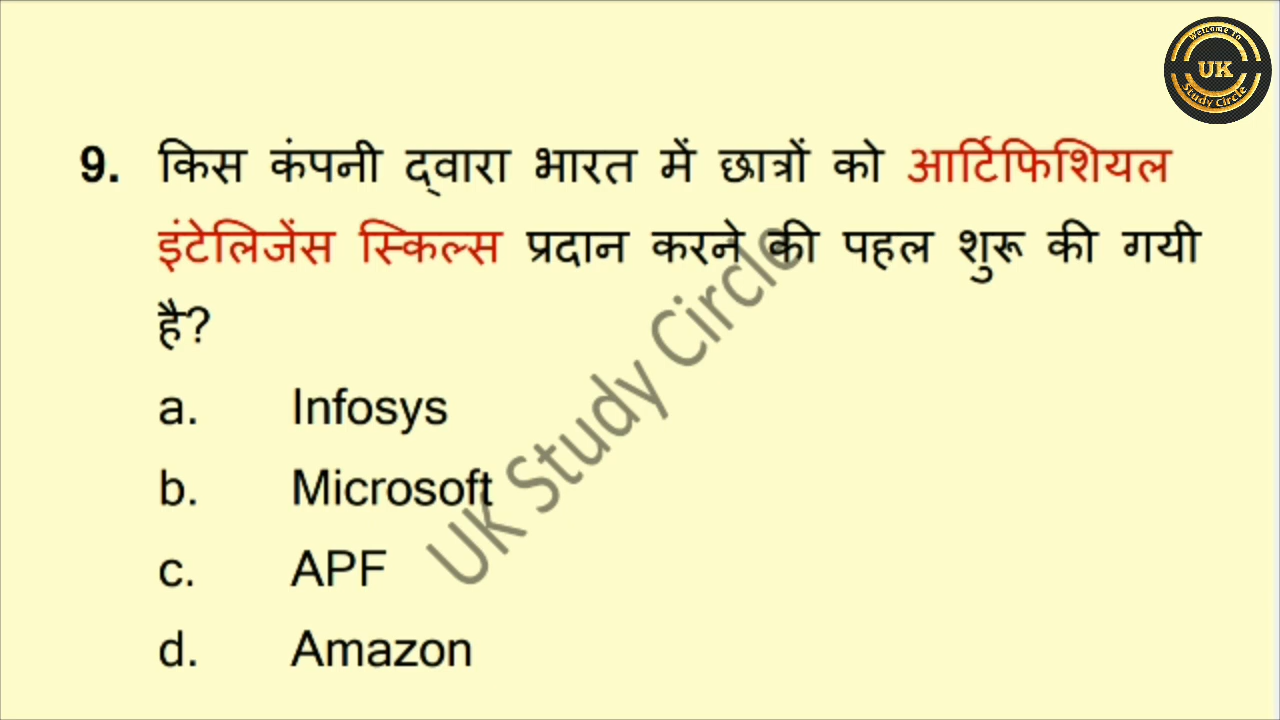 Welcome To
UK
Study Circle
9. किस कंपनी द्वारा भारत में छात्रों को आर्टिफिशियल
इंटेलिजेंस स्किल्स प्रदान करने की पहल शुरू की गयी
है?
a. Infosys
b. Microsoft
c. APF
d. Amazon
UK Study Circle